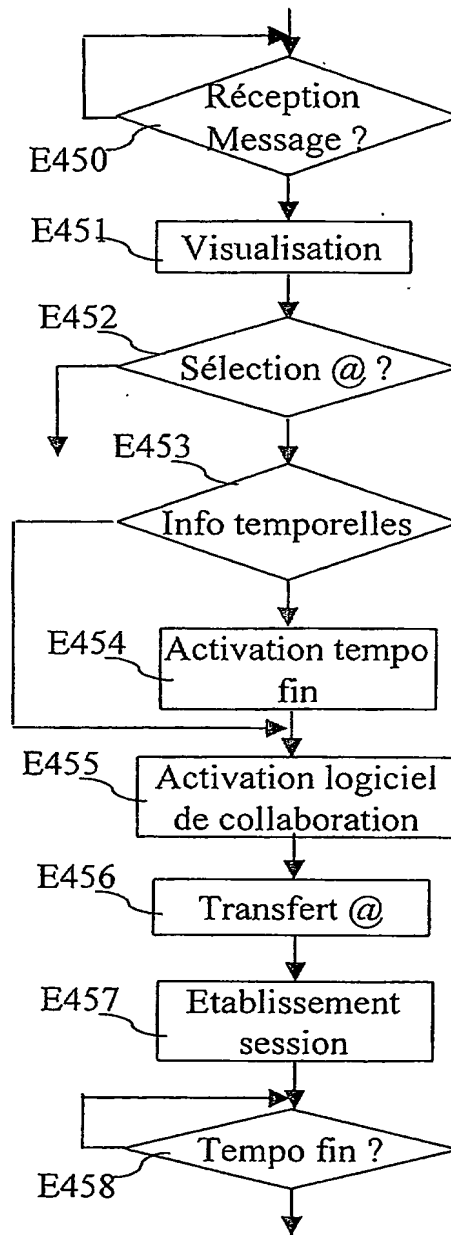 Réception
Message ?
E450
E451
Visualisation
E452
Sélection @ ?
E453
Info temporelles
E454
Activation tempo
fin
E455
Activation logiciel
de collaboration
E456
Transfert @
E457
Etablissement
session
Tempo fin ?
E458